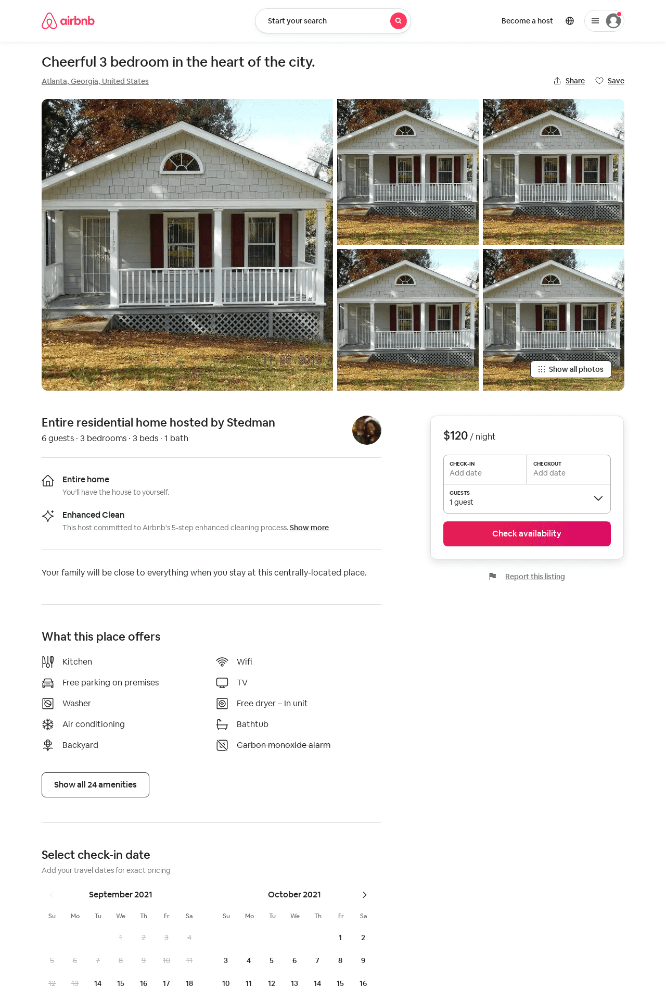 airbnb
Start your search
Become a host
Cheerful 3 bedroom in the heart of the city.
Atlanta, Georgia, United States
Share
Save
1173
11 28 2019
Show all photos
Entire residential home hosted by Stedman
6 guests · 3 bedrooms · 3 beds · 1 bath
Entire home
You’ll have the house to yourself.
Enhanced Clean
This host committed to Airbnb's 5-step enhanced cleaning process. Show more
Your family will be close to everything when you stay at this centrally-located place.
$120 / night
CHECK-IN
Add date
CHECKOUT
Add date
GUESTS
1 guest
Check availability
Report this listing
What this place offers
Kitchen
Wifi
Free parking on premises
TV
Washer
Free dryer – In unit
Air conditioning
Bathtub
Backyard
Carbon monoxide alarm
Show all 24 amenities
Select check-in date
Add your travel dates for exact pricing
September 2021
Su Mo Tu We Th Fr Sa
1 2 3 4
5 6 7 8 9 10 11
12 13 14 15 16 17 18
October 2021
Su Mo Tu We Th Fr Sa
1 2
3 4 5 6 7 8 9
10 11 12 13 14 15 16